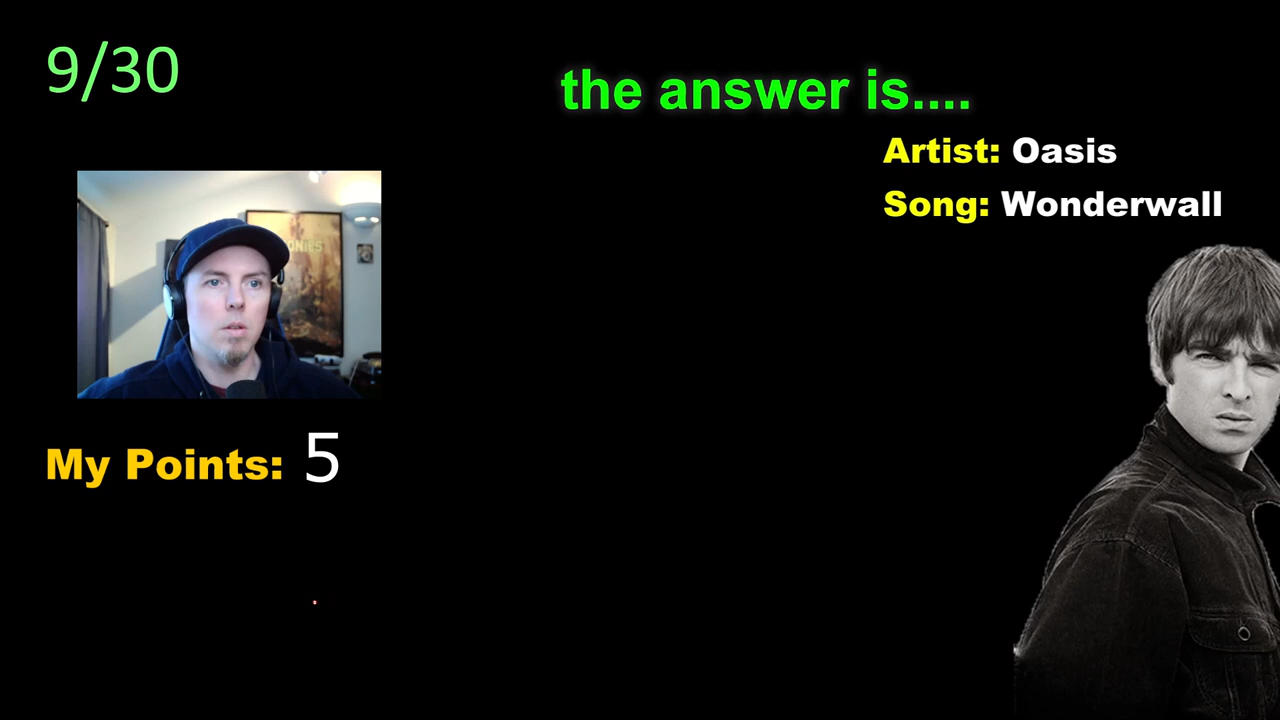 9/30
the answer is....
Artist: Oasis
Song: Wonderwall
My Points: 5